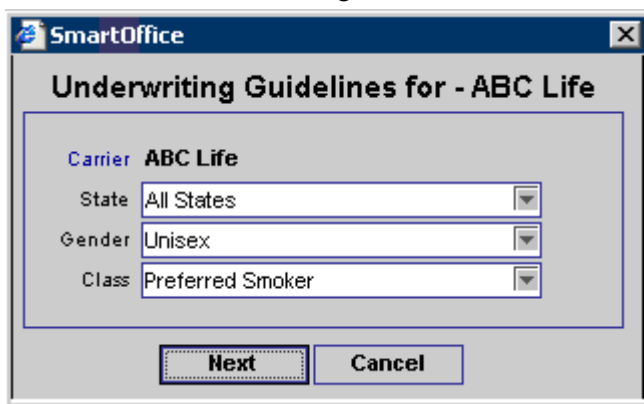 SmartOffice
Underwriting Guidelines for - ABC Life
Carrier ABC Life
State All States
Gender Unisex
Class Preferred Smoker
Next Cancel